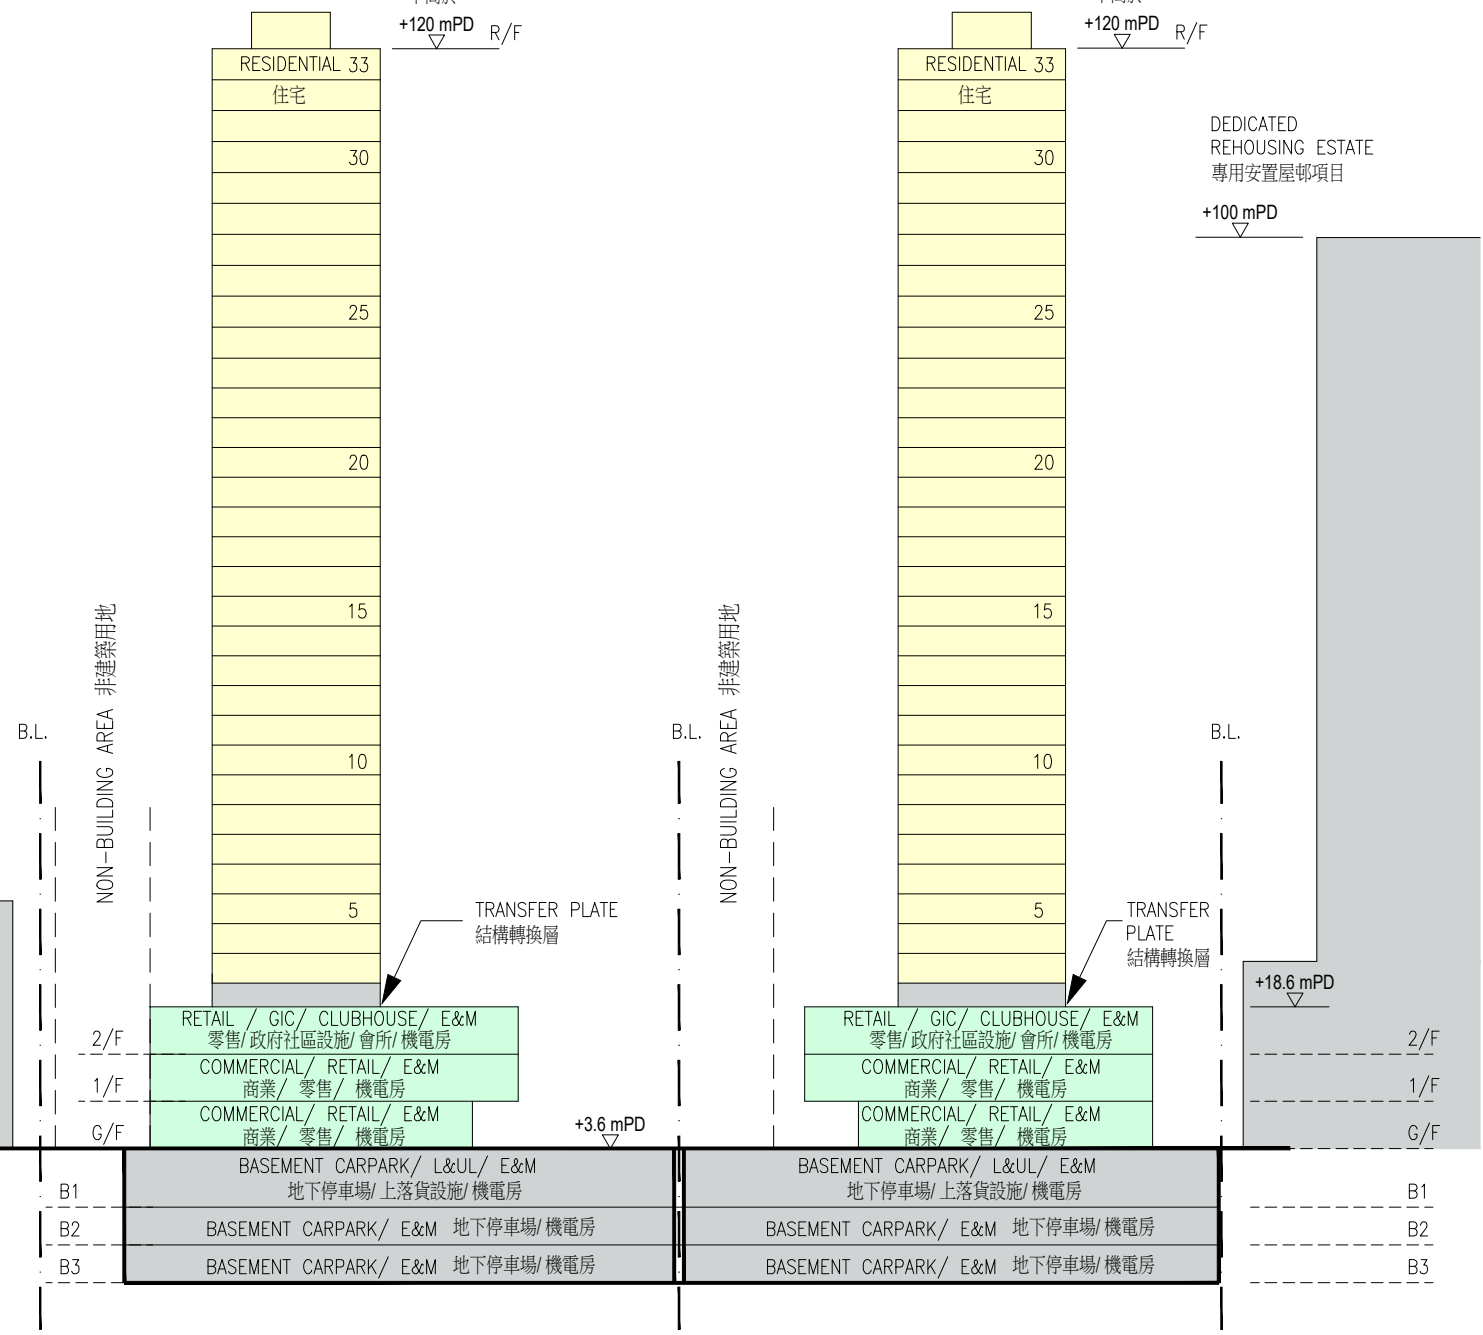 +120 mPD
R/F
RESIDENTIAL 33
住宅
30
25
20
15
10
5
+120 mPD
R/F
RESIDENTIAL 33
住宅
30
25
20
15
10
5
DEDICATED
REHOUSING ESTATE
專用安置屋邨項目
+100 mPD
NON-BUILDING AREA 非建築用地
NON-BUILDING AREA 非建築用地
B.L.
B.L.
B.L.
TRANSFER PLATE
結構轉換層
TRANSFER
PLATE
結構轉換層
+18.6 mPD
2/F
RETAIL / GIC/ CLUBHOUSE/ E&M
零售/政府社區設施/會所/機電房
RETAIL / GIC/ CLUBHOUSE/ E&M
零售/政府社區設施/會所/機電房
2/F
1/F
COMMERCIAL/ RETAIL/ E&M
商業/ 零售/ 機電房
COMMERCIAL/ RETAIL/ E&M
商業/ 零售/ 機電房
1/F
G/F
COMMERCIAL/ RETAIL/ E&M
商業/ 零售/ 機電房
+3.6 mPD
COMMERCIAL/ RETAIL/ E&M
商業/ 零售/ 機電房
G/F
B1
BASEMENT CARPARK/ L&UL/ E&M
地下停車場/上落貨設施/機電房
BASEMENT CARPARK/ L&UL/ E&M
地下停車場/上落貨設施/機電房
B1
B2
BASEMENT CARPARK/ E&M 地下停車場/機電房
BASEMENT CARPARK/ E&M 地下停車場/機電房
B2
B3
BASEMENT CARPARK/ E&M 地下停車場/機電房
BASEMENT CARPARK/ E&M 地下停車場/機電房
B3